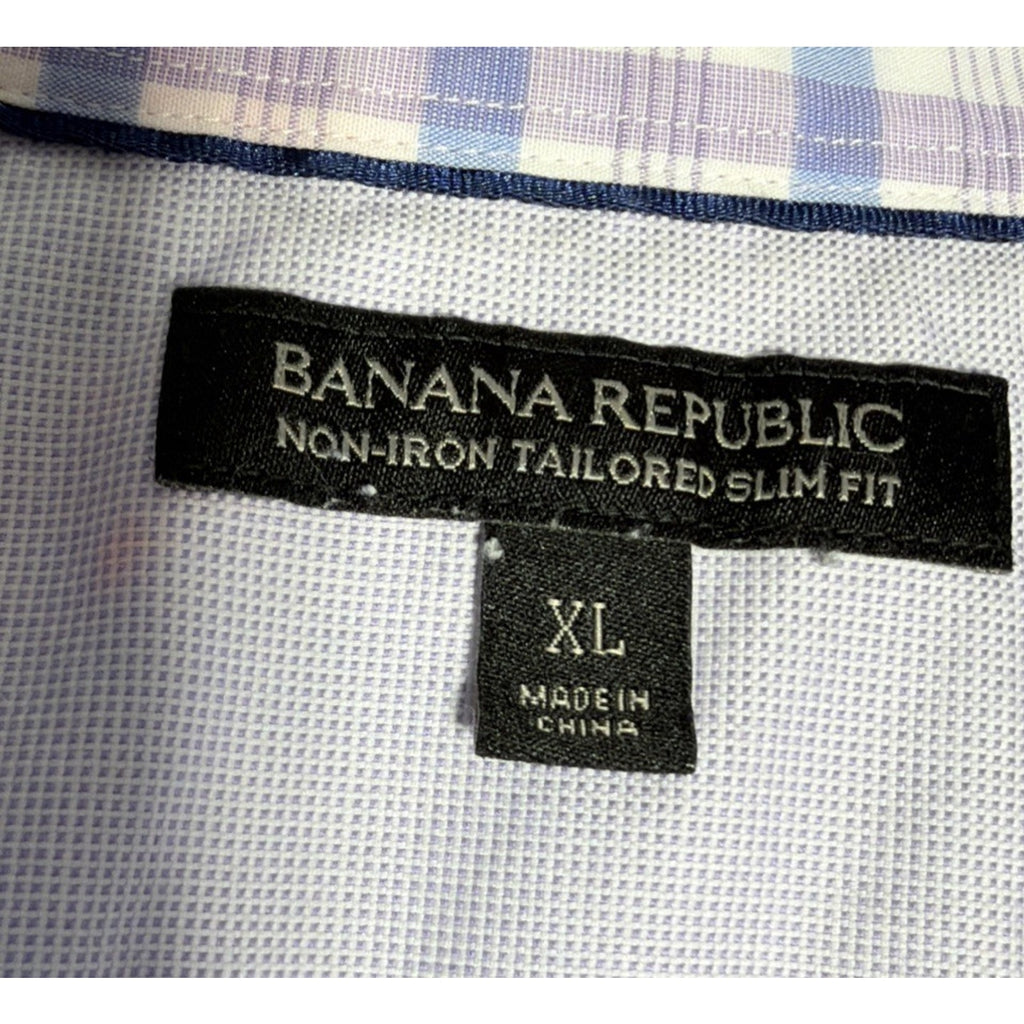 BANANA REPUBLIC
NON-IRON TAILORED SLIM FIT
XL
MADE IN
CHINA